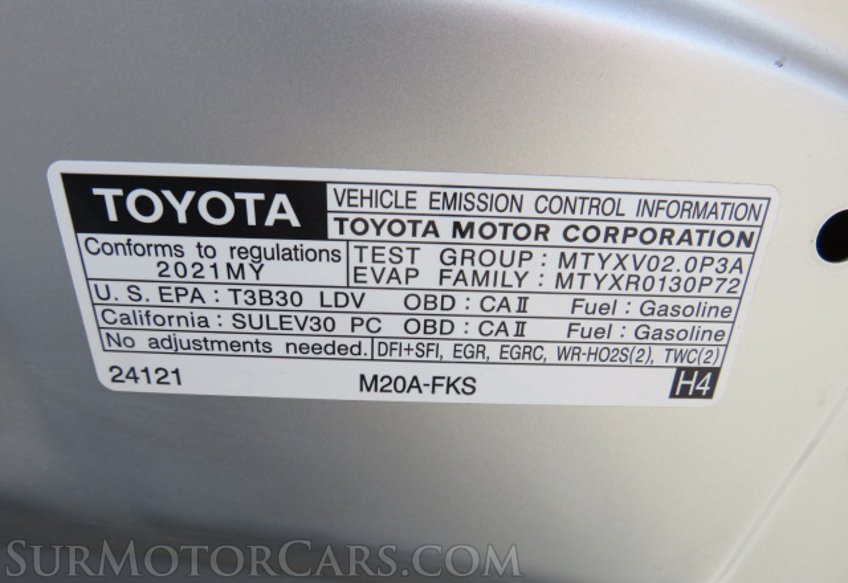 TOYOTA
VEHICLE EMISSION CONTROL INFORMATION
TOYOTA MOTOR CORPORATION
Conforms to regulations
2021MY
TEST GROUP : MTYXV02.0P3A
EVAP FAMILY : MTYXR0130P72
U. S. EPA : T3B30 LDV OBD : CAⅡ Fuel : Gasoline
California : SULEV30 PC OBD : CAⅡ Fuel : Gasoline
No adjustments needed. DFI+SFI, EGR, EGRC, WR-HO2S(2), TWC(2)
24121 M20A-FKS H4
SURMOTORCARS.COM